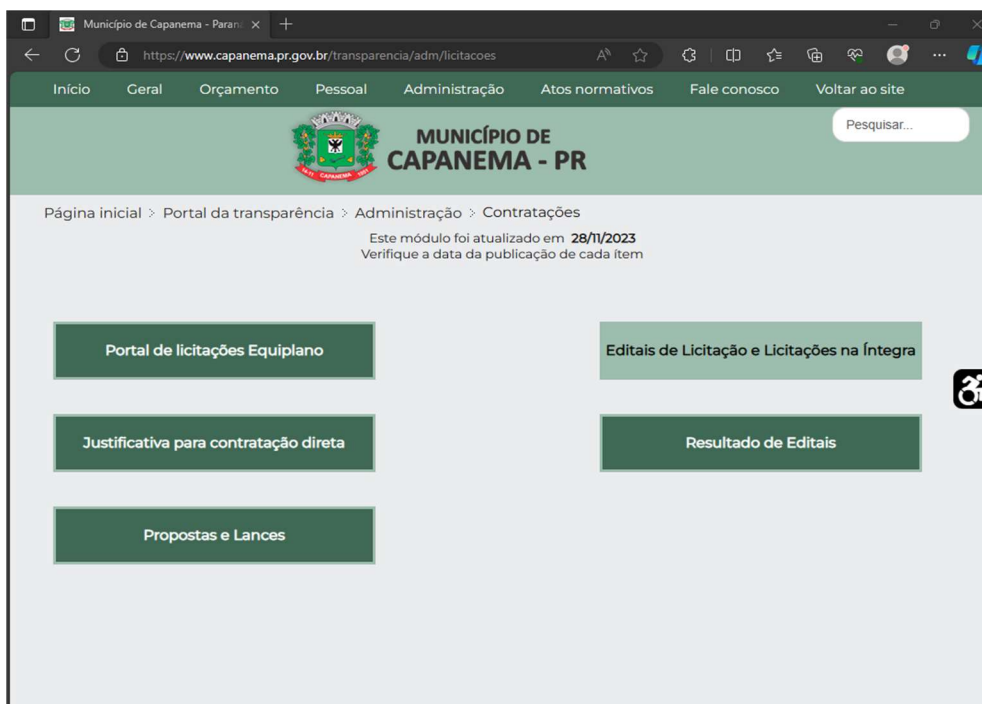 Município de Capanema - Paran
https://www.capanema.pr.gov.br/transparencia/adm/licitacoes
Início Geral Orçamento Pessoal Administração Atos normativos Fale conosco Voltar ao site
MUNICÍPIO DE
CAPANEMA - PR
Pesquisar...
Página inicial > Portal da transparência > Administração > Contratações
Este módulo foi atualizado em 28/11/2023
Verifique a data da publicação de cada ítem
Portal de licitações Equiplano
Editais de Licitação e Licitações na Íntegra
Justificativa para contratação direta
Resultado de Editais
Propostas e Lances